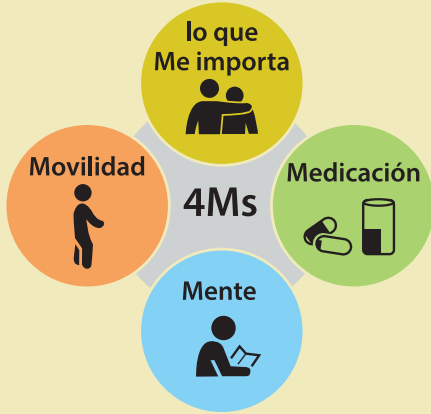 lo que
Me importa
Movilidad
4Ms
Medicación
Mente